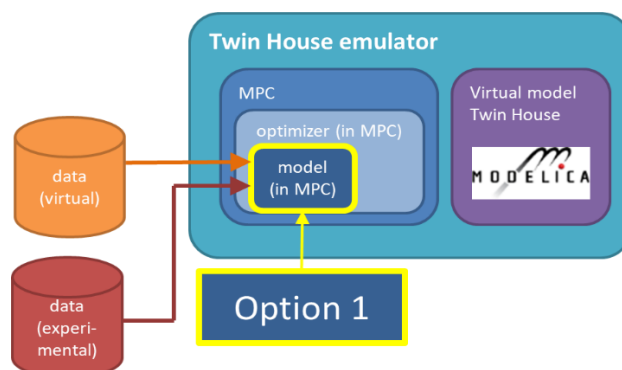 Twin House emulator
MPC
optimizer (in MPC)
model
(in MPC)
Virtual model
Twin House
MODELICA
data
(virtual)
data
(experi-
mental)
Option 1